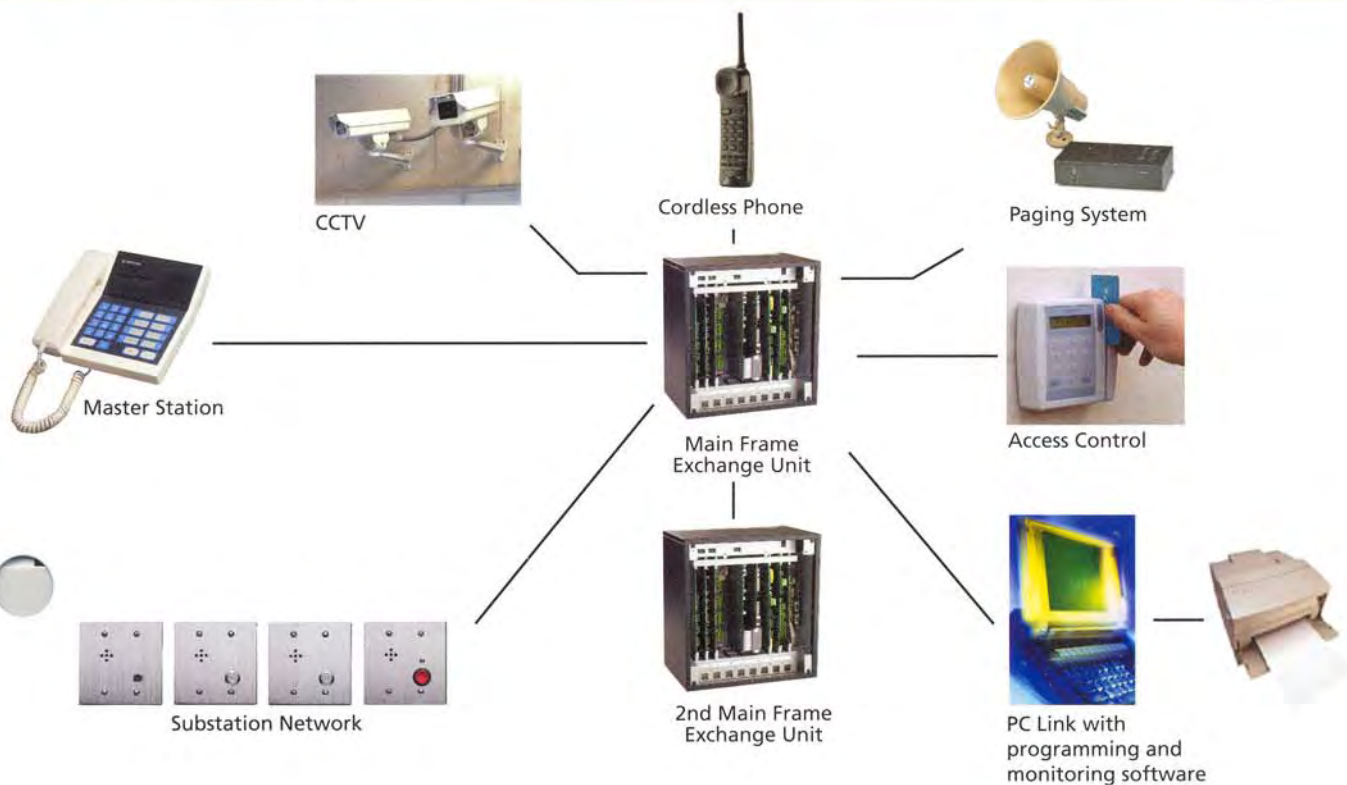 CCTV
Cordless Phone
Paging System
Master Station
Main Frame
Exchange Unit
Access Control
Substation Network
2nd Main Frame
Exchange Unit
PC Link with
programming and
monitoring software